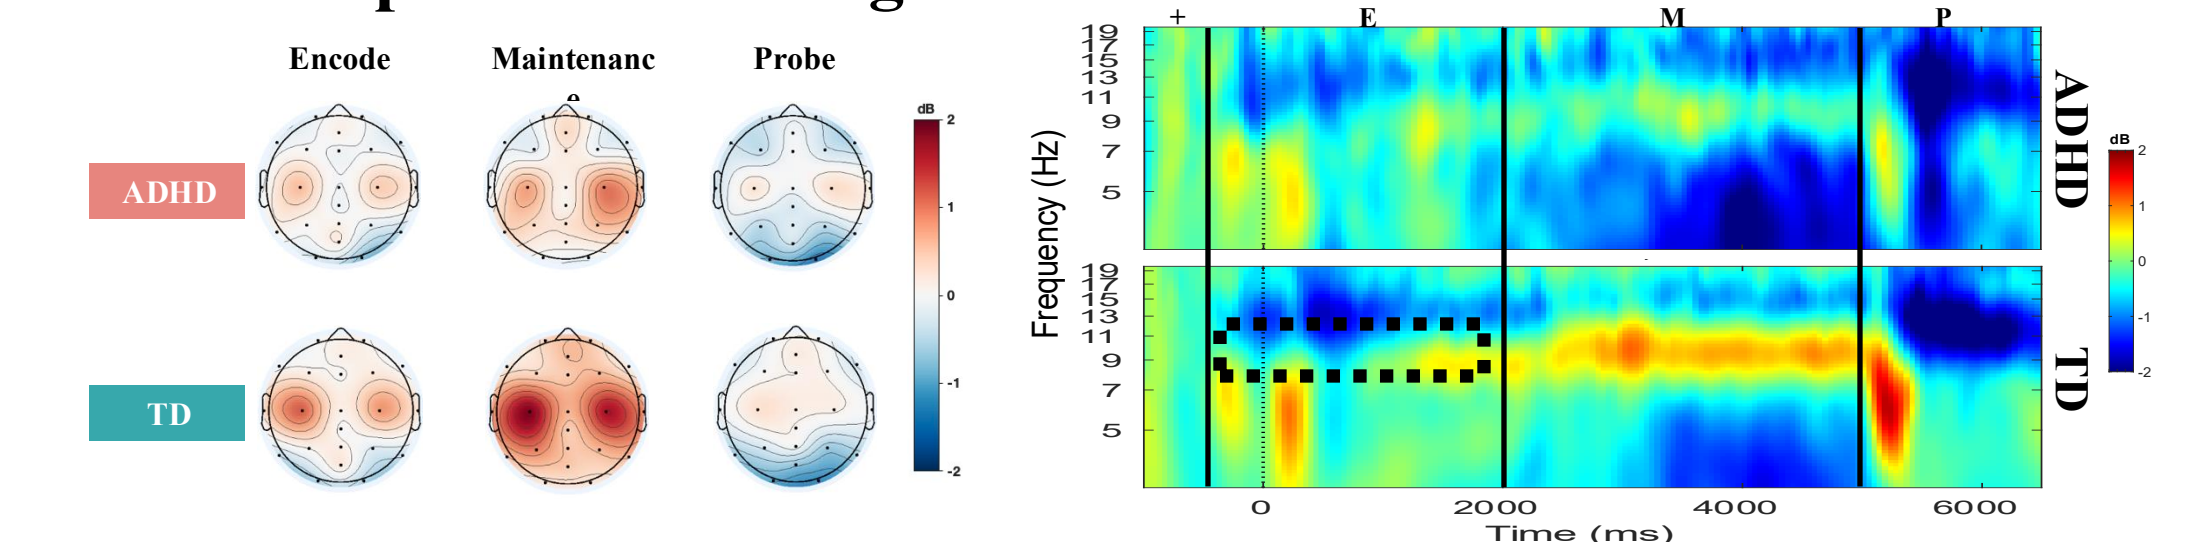 Encode
Maintenanc
e
Probe
ADHD
TD
dB
2
1
0
-1
-2
+
E
M
P
Frequency (Hz)
19
17
15
13
11
9
7
5
19
17
15
13
11
9
7
5
0
2000
4000
6000
Time (ms)
ADHD
TD
dB
2
1
0
-1
-2